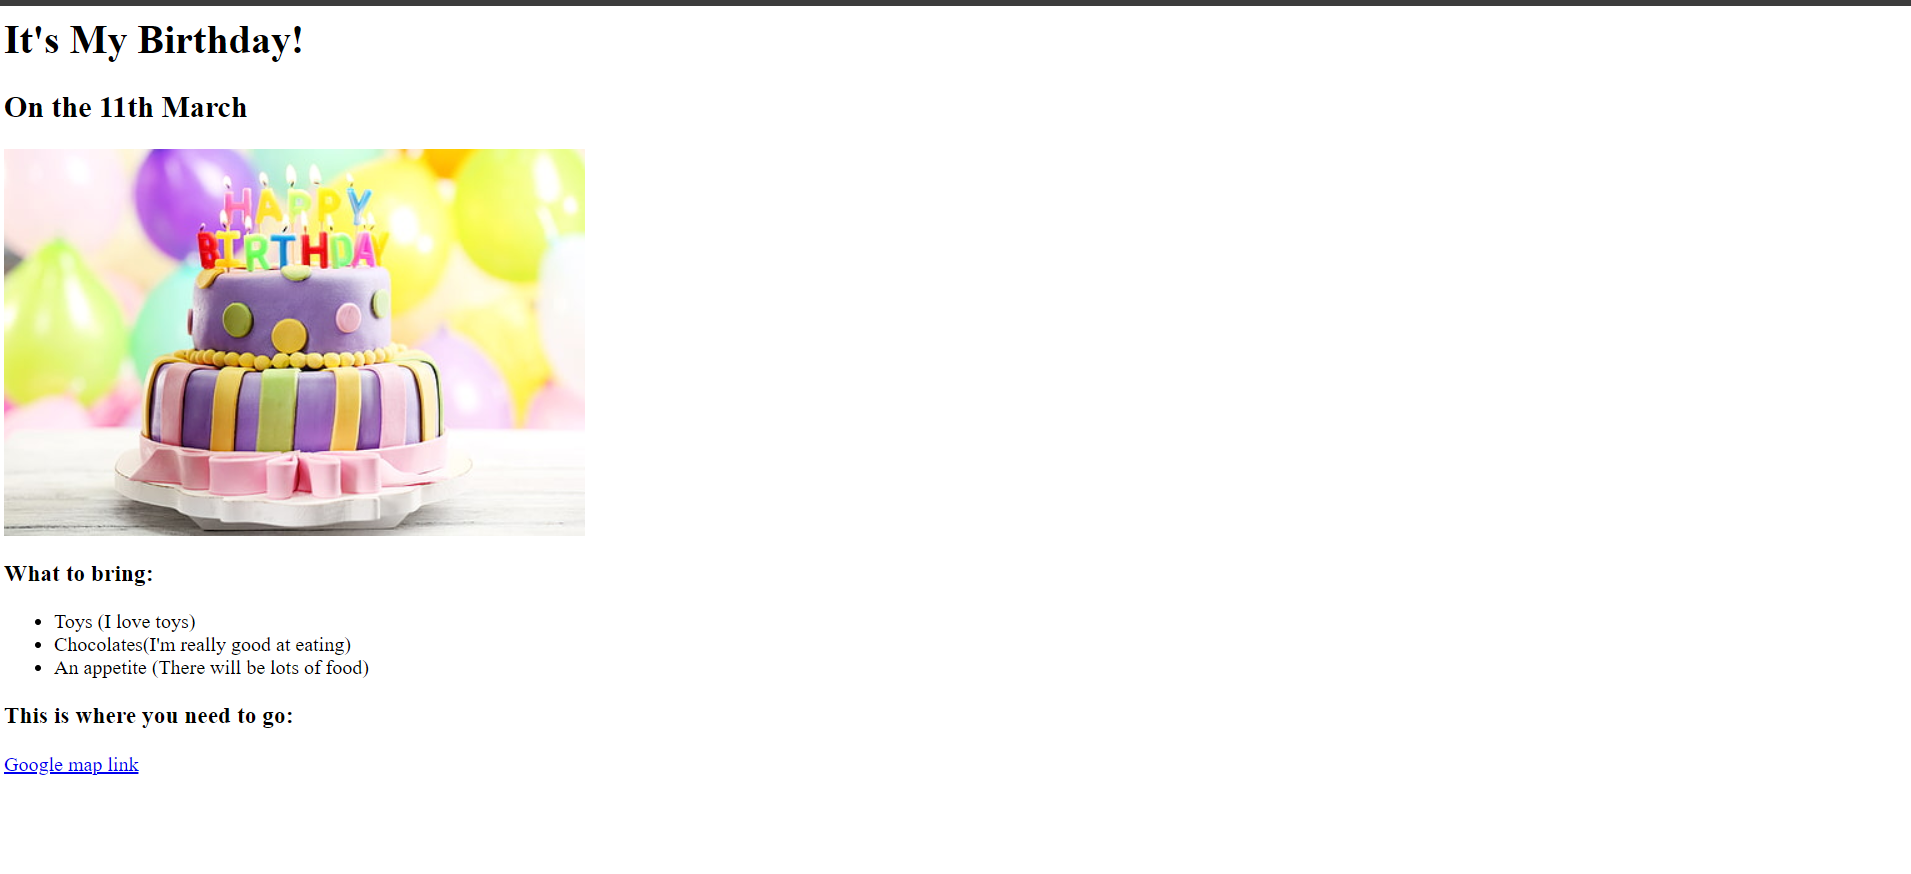 It's My Birthday!
On the 11th March
HAPPY
BIRTHDAY
What to bring:
Toys (I love toys)
Chocolates(I'm really good at eating)
An appetite (There will be lots of food)
This is where you need to go:
Google map link